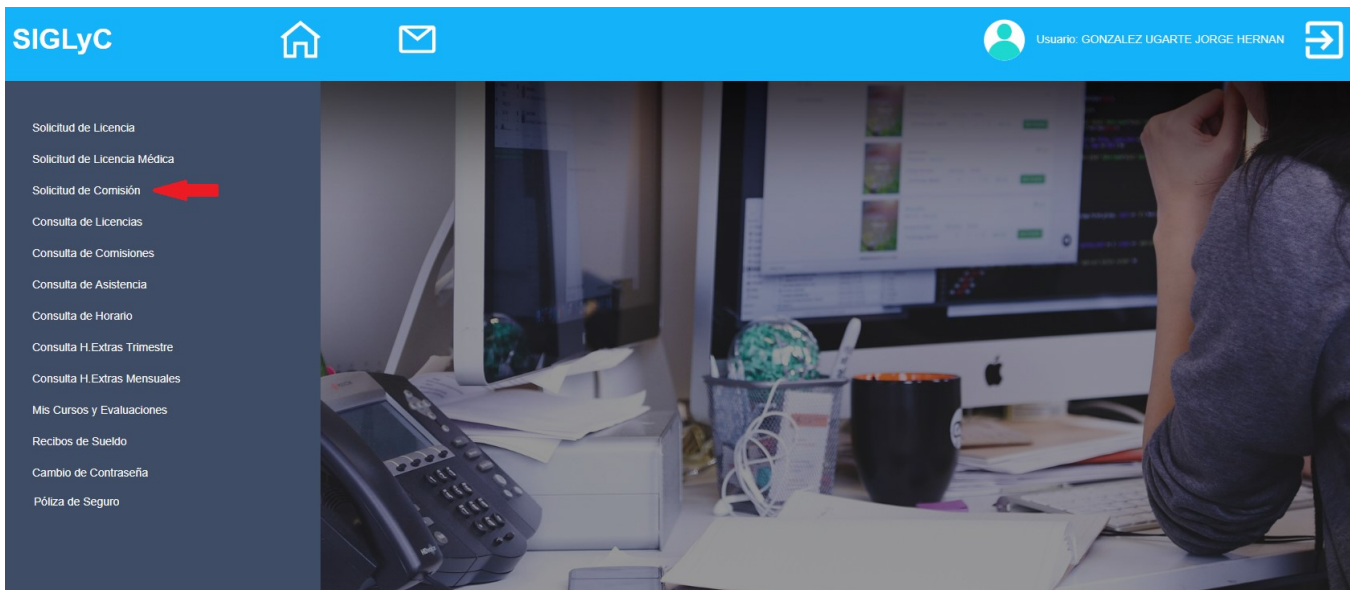 SIGLyC
Usuario: GONZALEZ UGARTE JORGE HERNAN
Solicitud de Licencia
Solicitud de Licencia Médica
Solicitud de Comisión
Consulta de Licencias
Consulta de Comisiones
Consulta de Asistencia
Consulta de Horario
Consulta H.Extras Trimestre
Consulta H.Extras Mensuales
Mis Cursos y Evaluaciones
Recibos de Sueldo
Cambio de Contraseña
Póliza de Seguro